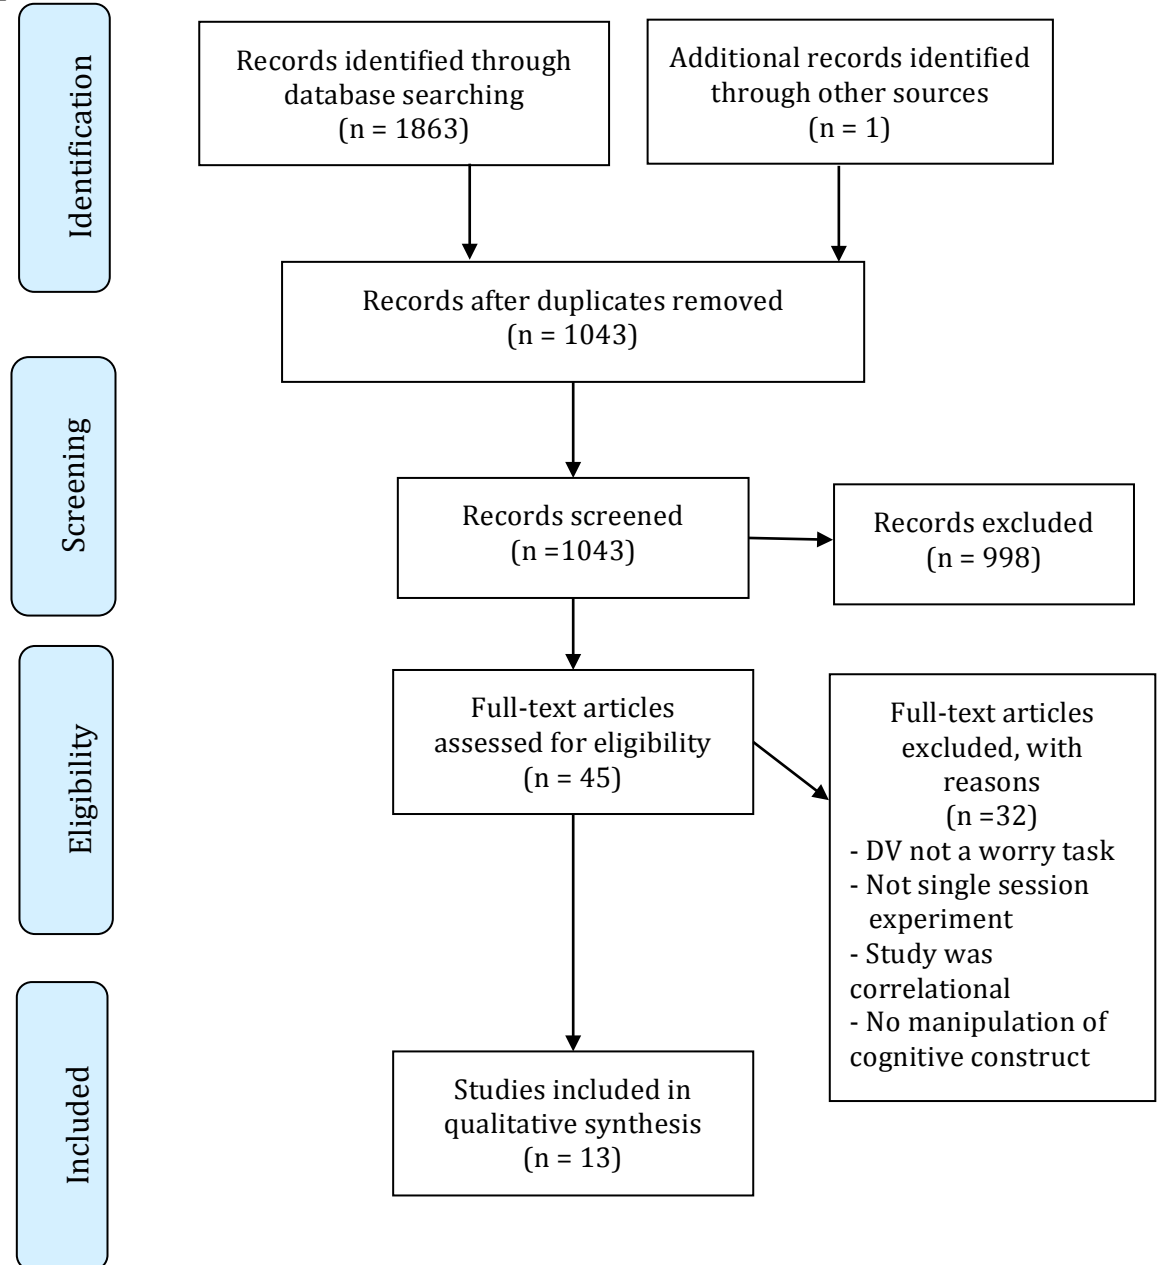 Identification
Records identified through
database searching
(n = 1863)
Additional records identified
through other sources
(n = 1)
Records after duplicates removed
(n = 1043)
Screening
Records screened
(n =1043)
Records excluded
(n = 998)
Eligibility
Full-text articles
assessed for eligibility
(n = 45)
Full-text articles
excluded, with
reasons
(n =32)
- DV not a worry task
- Not single session
experiment
- Study was
correlational
- No manipulation of
cognitive construct
Included
Studies included in
qualitative synthesis
(n = 13)